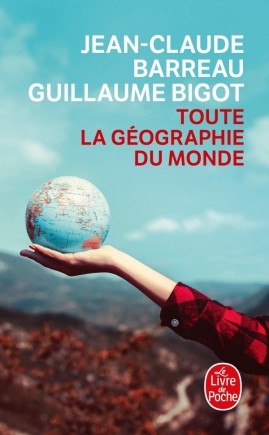 JEAN-CLAUDE
BARREAU
GUILLAUME BIGOT
TOUTE
LA GÉOGRAPHIE
DU MONDE
Le
Livre
de
Poche